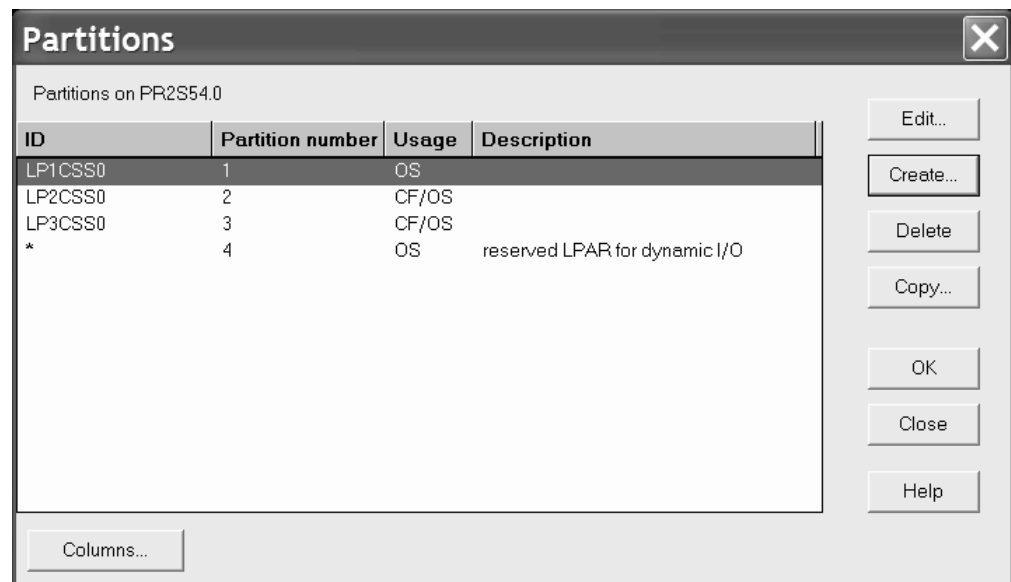 Partitions
Partitions on PR2S54.0
ID Partition number Usage Description
LP1CSS0 1 OS
LP2CSS0 2 CF/OS
LP3CSS0 3 CF/OS
* 4 OS reserved LPAR for dynamic I/O
Edit...
Create...
Delete
Copy...
OK
Close
Help
Columns...